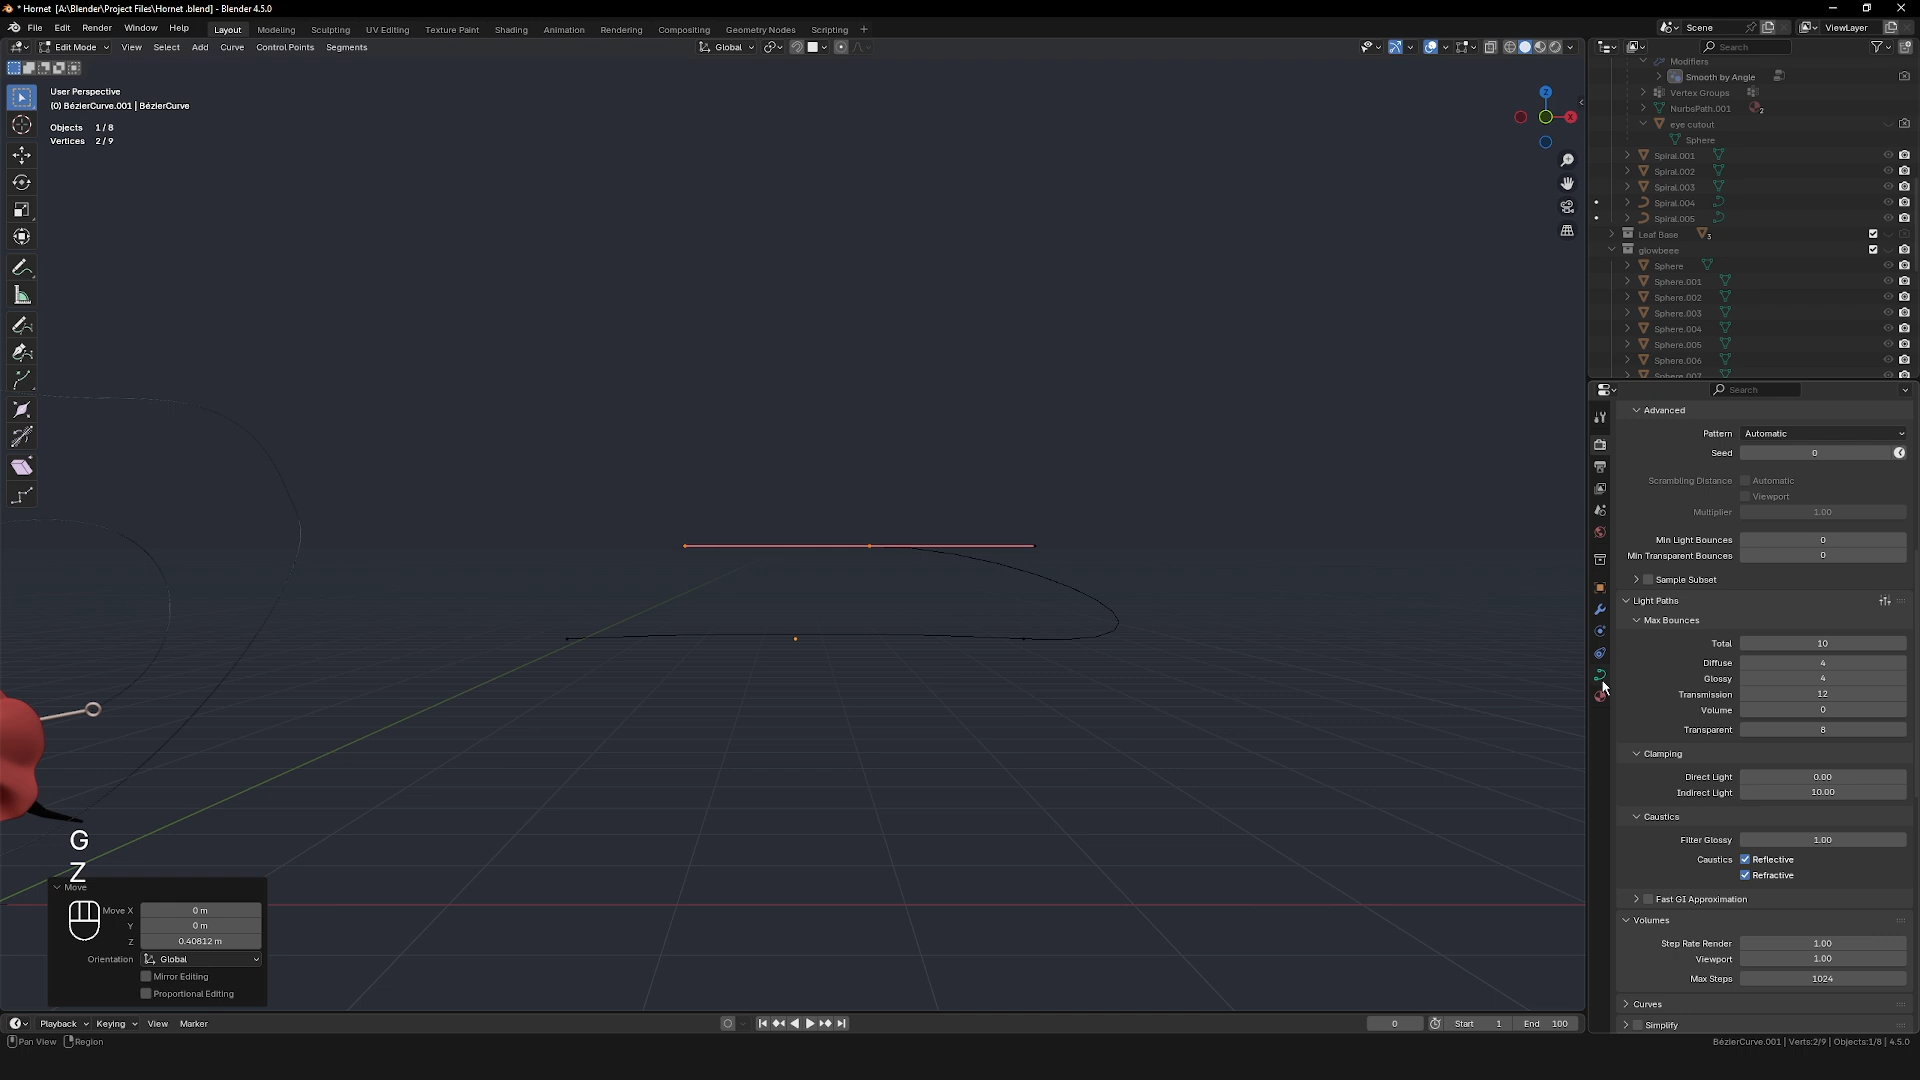 * Hornet [A:\Blender\Project Files\Hornet .blend] - Blender 4.5.0
File Edit Render Window Help
Layout Modeling Sculpting UV Editing Texture Paint Shading Animation Rendering Compositing Geometry Nodes Scripting +
Scene
ViewLayer
Edit Mode View Select Add Curve Control Points Segments
Global
Search
User Perspective
(0) BézierCurve.001 | BézierCurve
Objects 1/8
Vertices 2/9
Z
X
Modifiers
Smooth by Angle
Vertex Groups
NurbsPath.001 2
eye cutout
Sphere
Spiral.001
Spiral.002
Spiral.003
Spiral.004
Spiral.005
Leaf Base 3
glowbeee
Sphere
Sphere.001
Sphere.002
Sphere.003
Sphere.004
Sphere.005
Sphere.006
Sphere.007
Search
Advanced
Pattern Automatic
Seed 0
Scrambling Distance Automatic
Viewport
Multiplier 1.00
Min Light Bounces 0
Min Transparent Bounces 0
Sample Subset
Light Paths
Max Bounces
Total 10
Diffuse 4
Glossy 4
Transmission 12
Volume 0
Transparent 8
Clamping
Direct Light 0.00
Indirect Light 10.00
Caustics
Filter Glossy 1.00
Caustics Reflective
Refractive
Fast GI Approximation
Volumes
Step Rate Render 1.00
Viewport 1.00
Max Steps 1024
Curves
Simplify
G
Z
Move
Move X 0 m
Y 0 m
Z 0.40812 m
Orientation Global
Mirror Editing
Proportional Editing
Playback Keying View Marker
0 Start 1 End 100
Pan View Region
BézierCurve.001 | Verts:2/9 | Objects:1/8 | 4.5.0